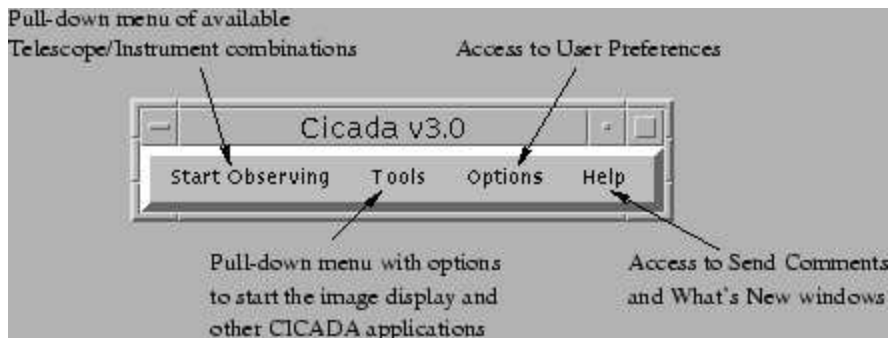 Pull-down menu of available
Telescope/Instrument combinations
Access to User Preferences
Cicada v3.0
Start Observing Tools Options Help
Pull-down menu with options
to start the image display and
other CICADA applications
Access to Send Comments
and What's New windows